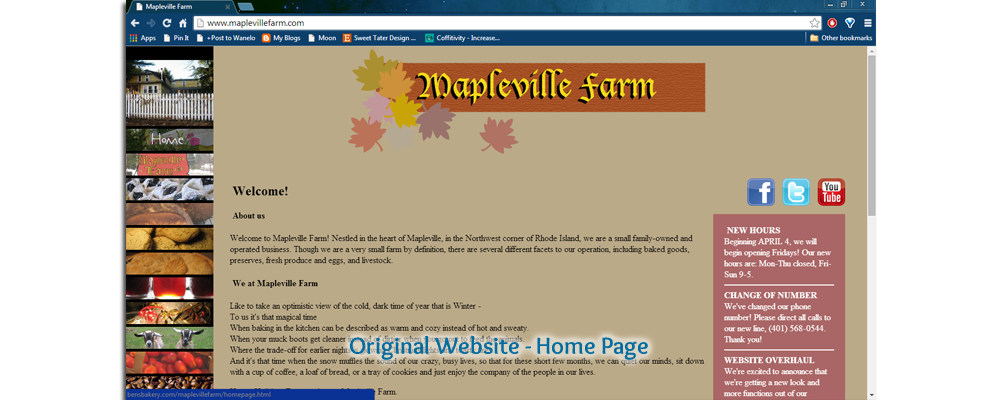 Mapleville Farm
www.maplevillefarm.com
Apps
Pin It
+Post to Wanelo
My Blogs
Moon
Sweet Tater Design ...
Coffitivity - Increase...
Other bookmarks
Mapleville Farm
Home
Welcome!
About us
Welcome to Mapleville Farm! Nestled in the heart of Mapleville, in the Northwest corner of Rhode Island, we are a small family-owned and
operated business. Though we are a very small farm by definition, there are several different facets to our operation, including baked goods,
preserves, fresh produce and eggs, and livestock.
We at Mapleville Farm
Like to take an optimistic view of the cold, dark time of year that is Winter -
To us it's that magical time
When baking in the kitchen can be described as warm and cozy instead of hot and sweaty.
When your muck boots get cleaner
Where the trade-off for earlier
And it's that time when the snow muffles the sound of our crazy, busy lives, so that for these short few months, we can quiet our minds, sit down
with a cup of coffee, a loaf of bread, or a tray of cookies and just enjoy the company of the people in our lives.
Farm.
f
t
You Tube
NEW HOURS
Beginning APRIL 4, we will
begin opening Fridays! Our new
hours are: Mon-Thu closed, Fri-
Sun 9-5.
CHANGE OF NUMBER
We've changed our phone
number! Please direct all calls to
our new line, (401) 568-0544.
Thank you!
WEBSITE OVERHAUL
We're excited to announce that
we're getting a new look and
more functions out of our
Original Website - Home Page
bensbakery.com/maplevillefarm/homepage.html